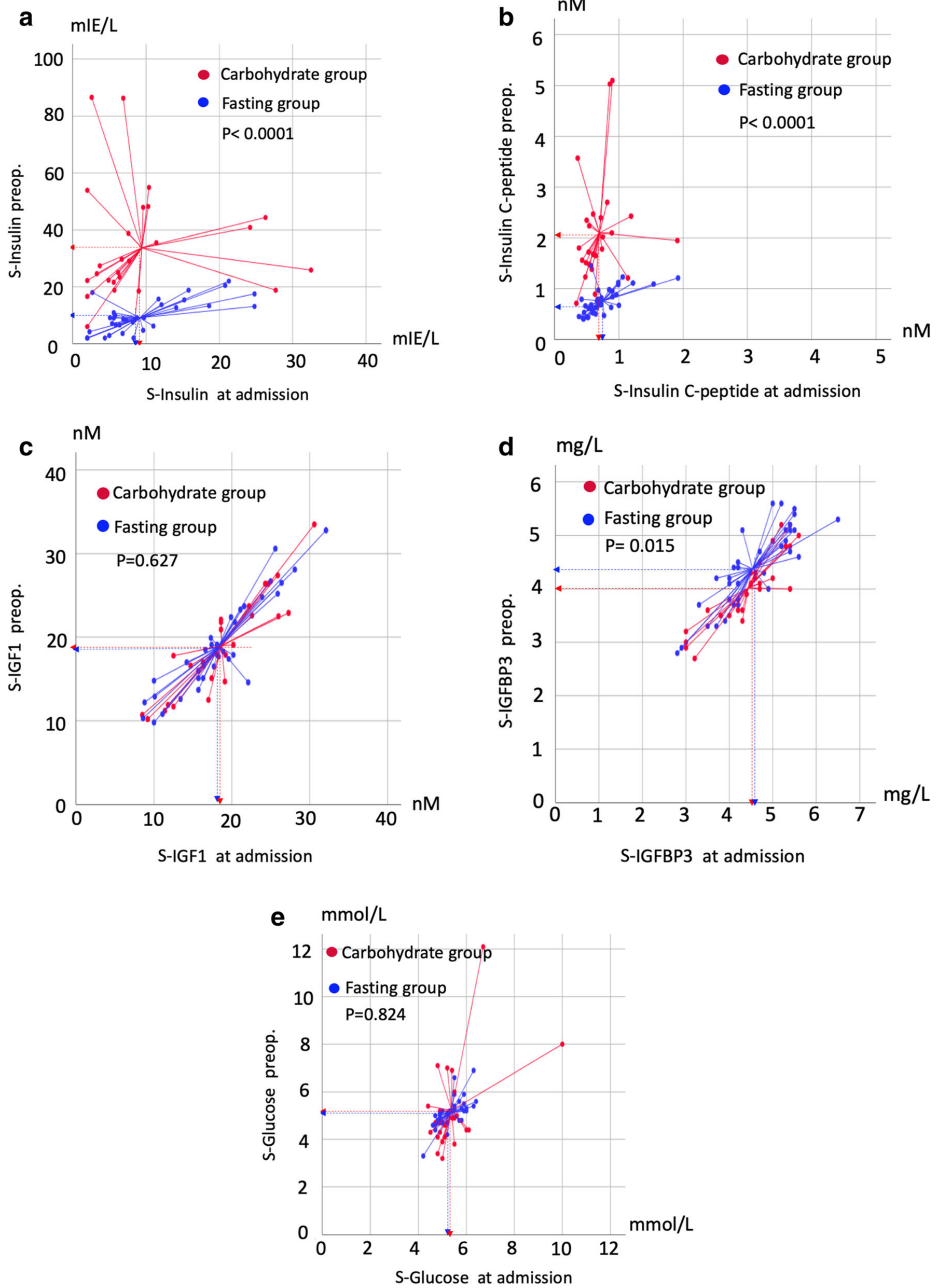 a
mIE/L
100
80
60
40
20
0
S-Insulin preop.
Carbohydrate group
Fasting group
P< 0.0001
0 10 20 30 40
mIE/L
S-Insulin at admission
b
nM
6
5
4
3
2
1
0
S-Insulin C-peptide preop.
Carbohydrate group
Fasting group
P< 0.0001
0 1 2 3 4 5
nM
S-Insulin C-peptide at admission
c
nM
40
30
20
10
0
S-IGF1 preop.
Carbohydrate group
Fasting group
P=0.627
0 10 20 30 40
nM
S-IGF1 at admission
d
mg/L
6
5
4
3
2
1
0
S-IGFBP3 preop.
Carbohydrate group
Fasting group
P= 0.015
0 1 2 3 4 5 6 7
mg/L
S-IGFBP3 at admission
e
mmol/L
12
10
8
6
4
2
0
S-Glucose preop.
Carbohydrate group
Fasting group
P=0.824
0 2 4 6 8 10 12
mmol/L
S-Glucose at admission